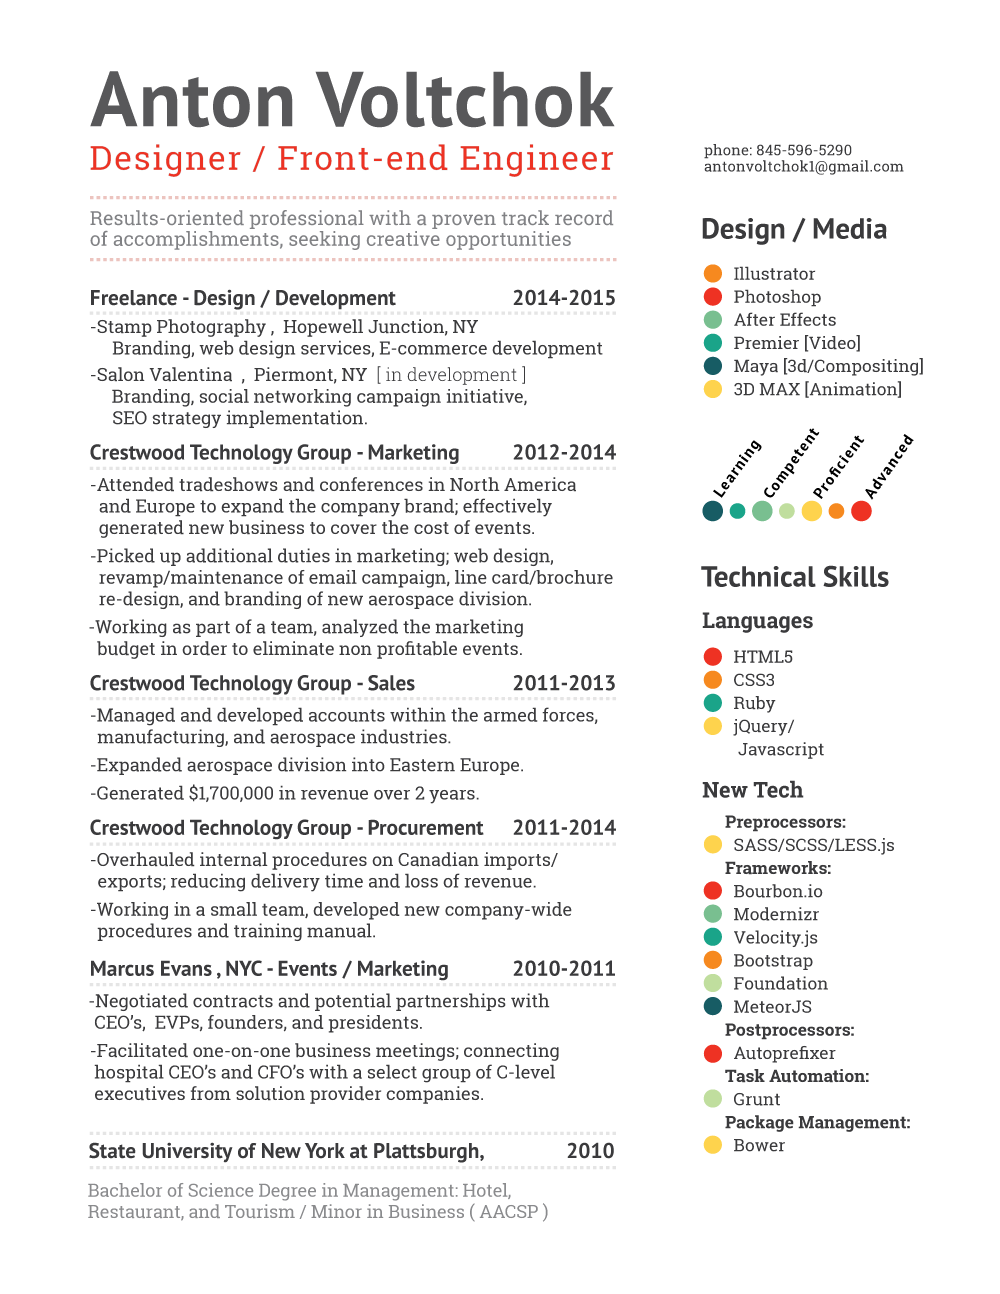 Anton Voltchok
Designer / Front-end Engineer
Results-oriented professional with a proven track record
of accomplishments, seeking creative opportunities
Freelance - Design / Development 2014-2015
-Stamp Photography , Hopewell Junction, NY
Branding, web design services, E-commerce development
-Salon Valentina , Piermont, NY [ in development ]
Branding, social networking campaign initiative,
SEO strategy implementation.
Crestwood Technology Group - Marketing 2012-2014
-Attended tradeshows and conferences in North America
and Europe to expand the company brand; effectively
generated new business to cover the cost of events.
-Picked up additional duties in marketing; web design,
revamp/maintenance of email campaign, line card/brochure
re-design, and branding of new aerospace division.
-Working as part of a team, analyzed the marketing
budget in order to eliminate non profitable events.
Crestwood Technology Group - Sales 2011-2013
-Managed and developed accounts within the armed forces,
manufacturing, and aerospace industries.
-Expanded aerospace division into Eastern Europe.
-Generated $1,700,000 in revenue over 2 years.
Crestwood Technology Group - Procurement 2011-2014
-Overhauled internal procedures on Canadian imports/
exports; reducing delivery time and loss of revenue.
-Working in a small team, developed new company-wide
procedures and training manual.
Marcus Evans , NYC - Events / Marketing 2010-2011
-Negotiated contracts and potential partnerships with
CEO's, EVPs, founders, and presidents.
-Facilitated one-on-one business meetings; connecting
hospital CEO's and CFO's with a select group of C-level
executives from solution provider companies.
State University of New York at Plattsburgh, 2010
Bachelor of Science Degree in Management: Hotel,
Restaurant, and Tourism / Minor in Business ( AACSP )
phone: 845-596-5290
antonvoltchok1@gmail.com
Design / Media
Illustrator
Photoshop
After Effects
Premier [Video]
Maya [3d/Compositing]
3D MAX [Animation]
Learning
Competent
Proficient
Advanced
Technical Skills
Languages
HTML5
CSS3
Ruby
jQuery/
Javascript
New Tech
Preprocessors:
SASS/SCSS/LESS.js
Frameworks:
Bourbon.io
Modernizr
Velocity.js
Bootstrap
Foundation
MeteorJS
Postprocessors:
Autoprefixer
Task Automation:
Grunt
Package Management:
Bower